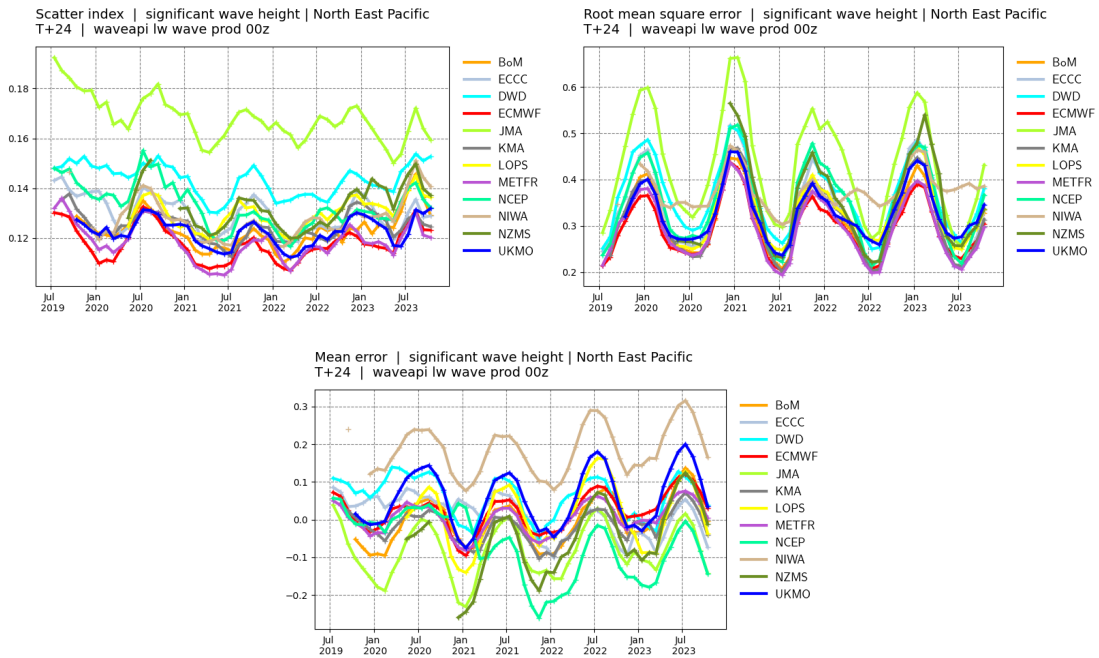 Scatter index | significant wave height | North East Pacific
T+24 | waveapi lw wave prod 00z
0.18
0.16
0.14
0.12
Jul 2019
Jan 2020
Jul 2020
Jan 2021
Jul 2021
Jan 2022
Jul 2022
Jan 2023
Jul 2023
BoM
ECCC
DWD
ECMWF
JMA
KMA
LOPS
METFR
NCEP
NIWA
NZMS
UKMO
Root mean square error | significant wave height | North East Pacific
T+24 | waveapi lw wave prod 00z
0.6
0.5
0.4
0.3
0.2
Jul 2019
Jan 2020
Jul 2020
Jan 2021
Jul 2021
Jan 2022
Jul 2022
Jan 2023
Jul 2023
BoM
ECCC
DWD
ECMWF
JMA
KMA
LOPS
METFR
NCEP
NIWA
NZMS
UKMO
Mean error | significant wave height | North East Pacific
T+24 | waveapi lw wave prod 00z
0.3
0.2
0.1
0.0
−0.1
−0.2
Jul 2019
Jan 2020
Jul 2020
Jan 2021
Jul 2021
Jan 2022
Jul 2022
Jan 2023
Jul 2023
BoM
ECCC
DWD
ECMWF
JMA
KMA
LOPS
METFR
NCEP
NIWA
NZMS
UKMO